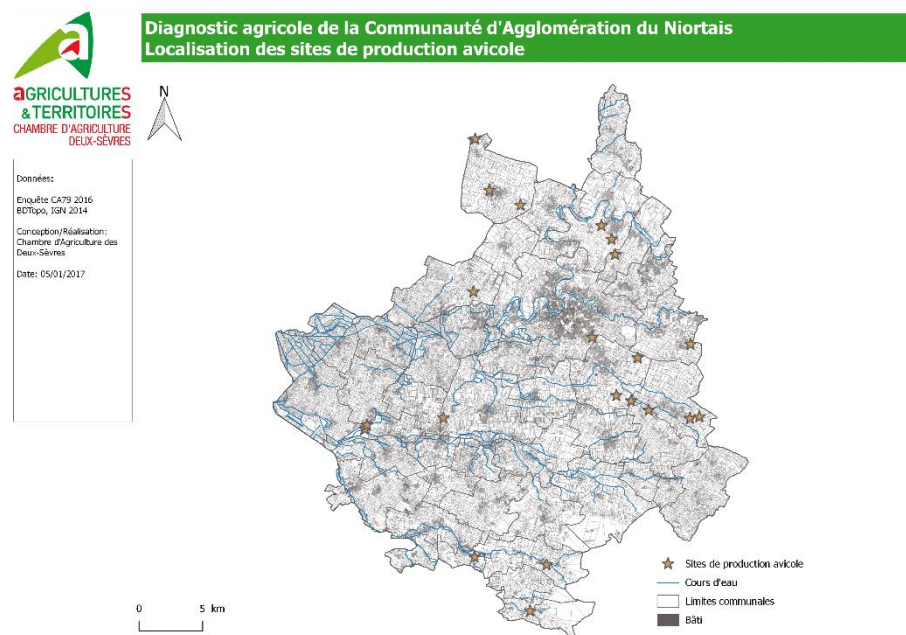 Diagnostic agricole de la Communauté d'Agglomération du Niortais
Localisation des sites de production avicole
aGRICULTURES
& TERRITOIRES
CHAMBRE D'AGRICULTURE
DEUX-SÈVRES
N
Données:
Enquête CA79 2016
BDTopo, IGN 2014
Conception/Réalisation:
Chambre d'Agriculture des
Deux-Sèvres
Date: 05/01/2017
Sites de production avicole
Cours d'eau
Limites communales
Bâti
0 5 km